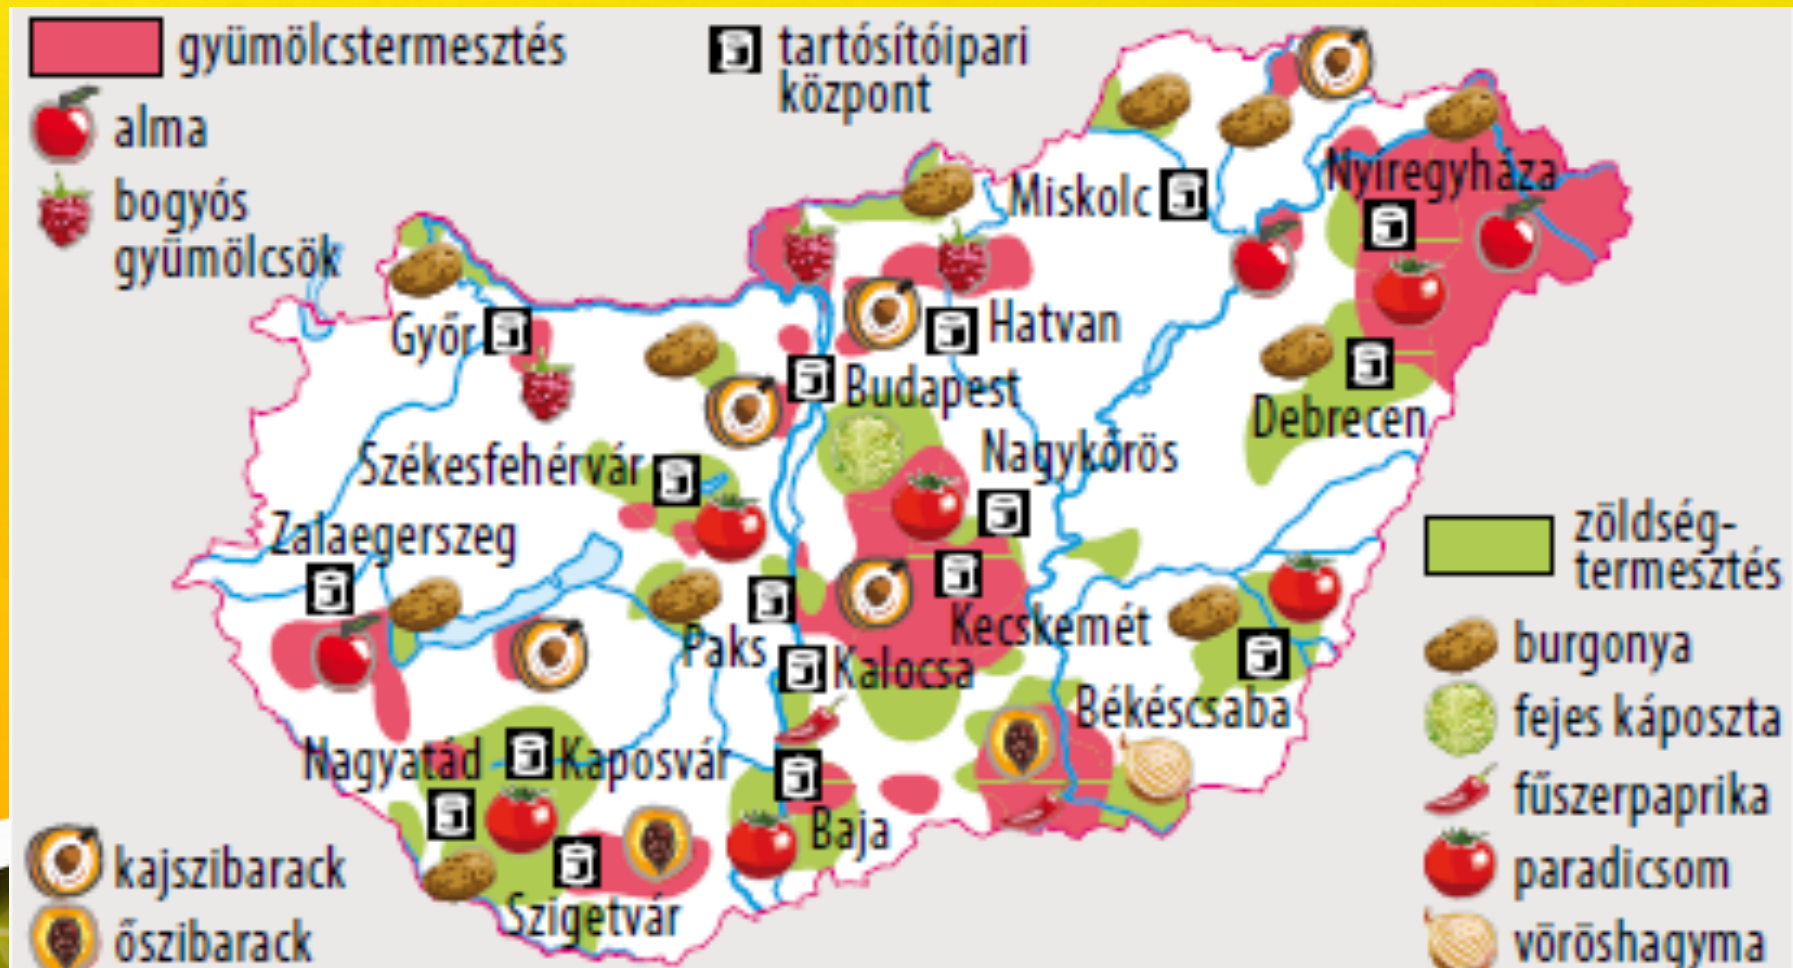 gyümölcstermesztés
alma
bogyós
gyümölcsök
tartósítóipari
központ
Miskolc
Nyíregyháza
Győr
Hatvan
Budapest
Debrecen
Székesfehérvár
Nagykőrös
Zalaegerszeg
Paks
Kecskemét
Kalocsa
Békéscsaba
Nagyatád
Kaposvár
Baja
Szigetvár
kajszibarack
őszibarack
zöldség-
termesztés
burgonya
fejes káposzta
fűszerpaprika
paradicsom
vöröshagyma